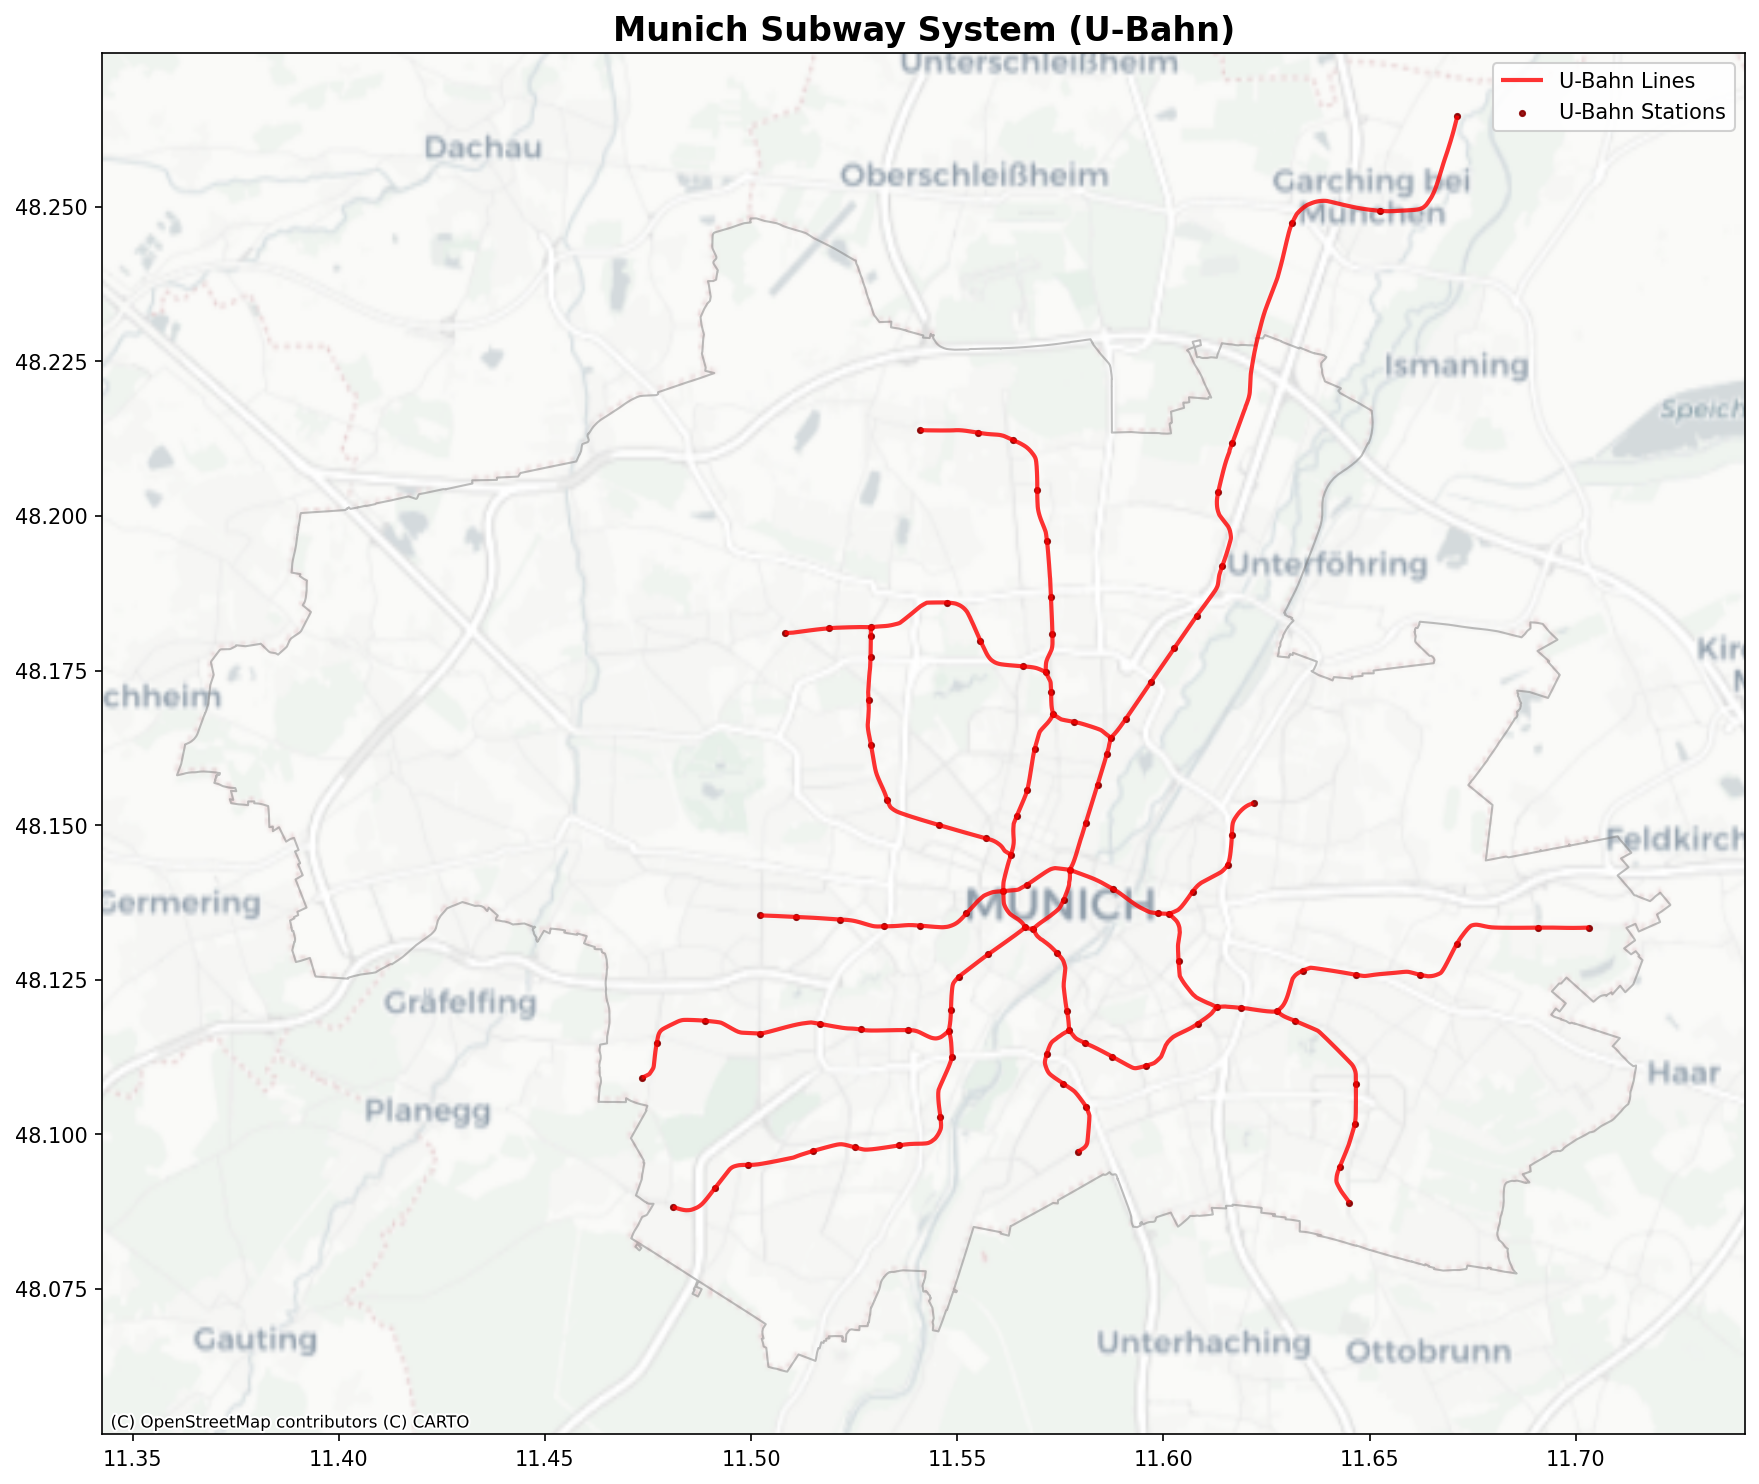 Munich Subway System (U-Bahn)
Unterschleißheim
U-Bahn Lines
U-Bahn Stations
Dachau
Oberschleißheim
Garching bei
München
48.250
Ismaning
48.225
Speich
48.200
Unterföhring
48.175
Kir
chheim
48.150
Feldkirch
Germering
MUNICH
48.125
Gräfelfing
Haar
Planegg
48.100
48.075
Gauting
Unterhaching
Ottobrunn
(C) OpenStreetMap contributors (C) CARTO
11.35 11.40 11.45 11.50 11.55 11.60 11.65 11.70